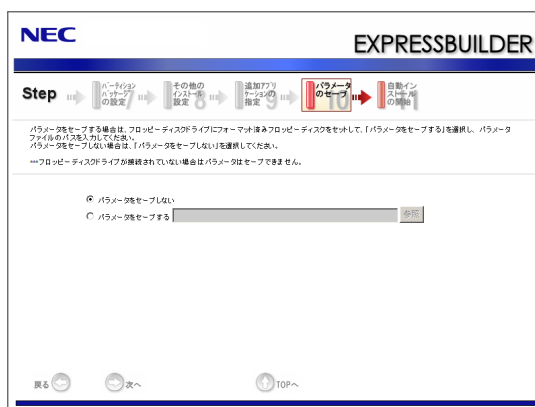 NEC
EXPRESSBUILDER
Step
パーティション
パッケージ
の設定
7
その他の
インストール
設定
8
追加アプリ
ケーションの
指定
9
パラメータ
のセーブ
10
自動イン
ストール
の開始
11
パラメータをセーブする場合は、フロッピーディスクドライブにフォーマット済みフロッピーディスクをセットして、「パラメータをセーブする」を選択し、パラメータ
ファイルのパスを入力してください。
パラメータをセーブしない場合は、「パラメータをセーブしない」を選択してください。
***フロッピーディスクドライブが接続されていない場合はパラメータはセーブできません。
パラメータをセーブしない
パラメータをセーブする
参照
戻る
次へ
TOPへ